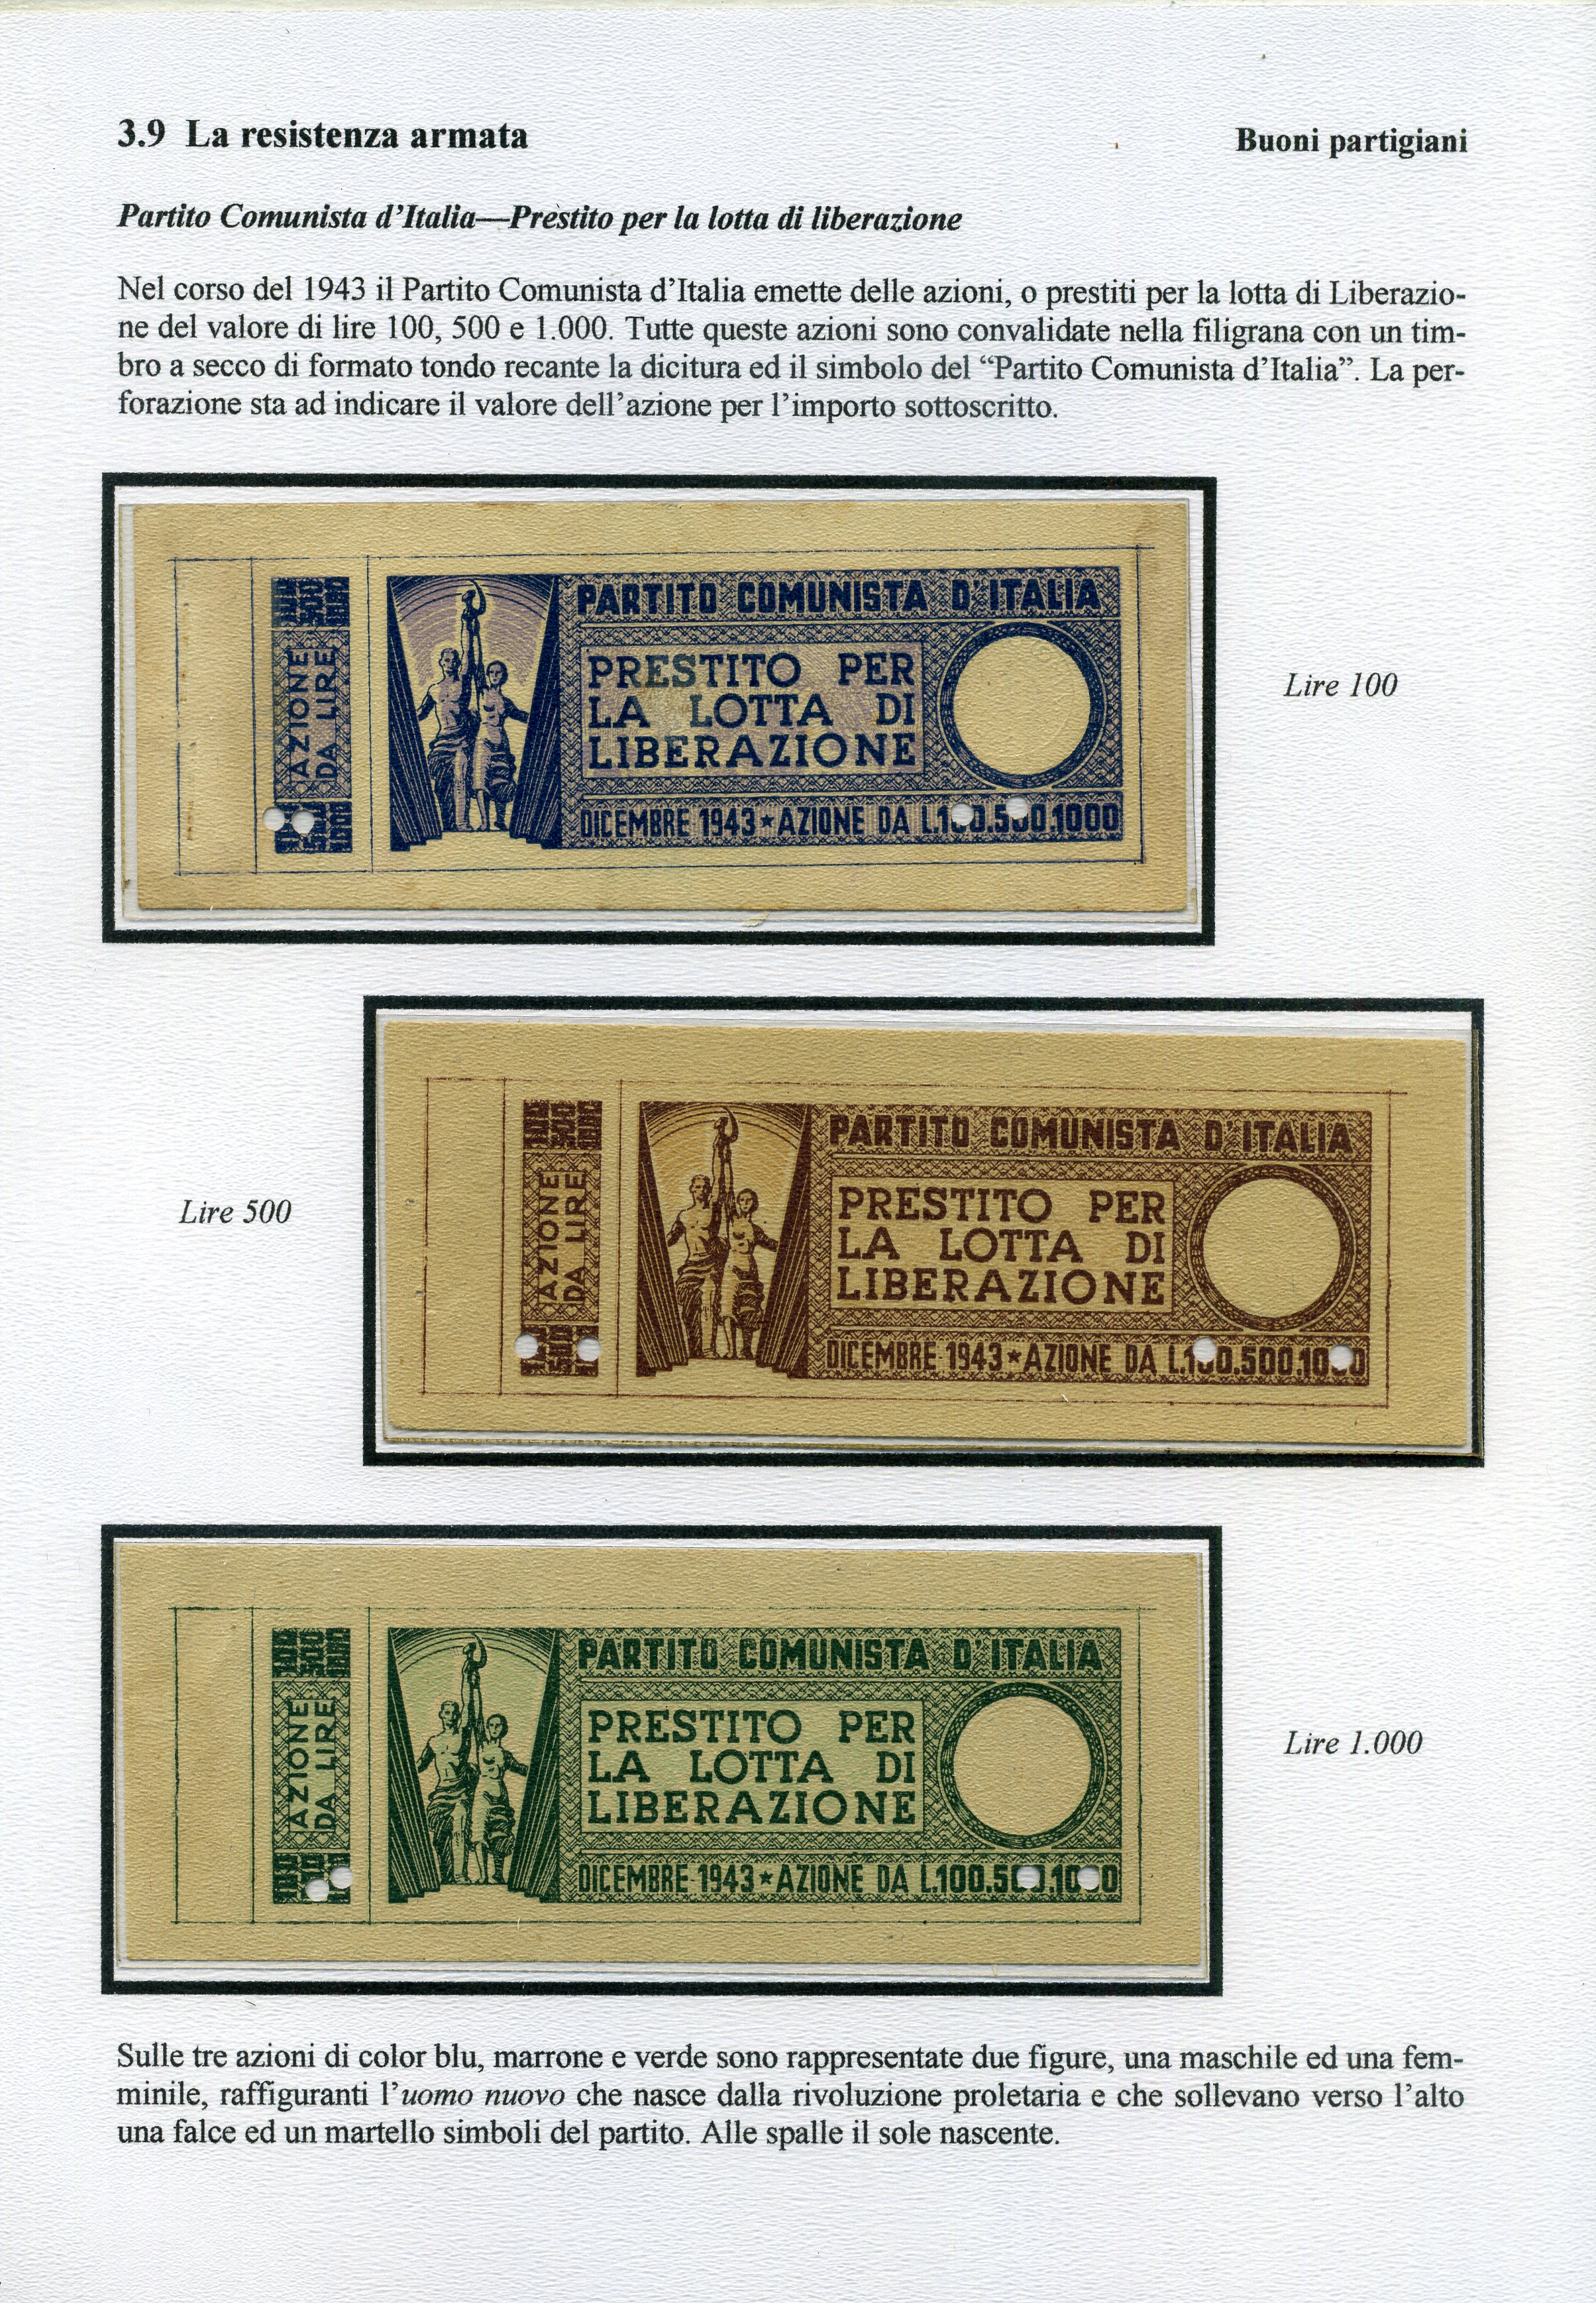 3.9 La resistenza armata
Buoni partigiani
Partito Comunista d'Italia—Prestito per la lotta di liberazione
Nel corso del 1943 il Partito Comunista d'Italia emette delle azioni, o prestiti per la lotta di Liberazio-
ne del valore di lire 100, 500 e 1.000. Tutte queste azioni sono convalidate nella filigrana con un tim-
bro a secco di formato tondo recante la dicitura ed il simbolo del “Partito Comunista d'Italia”. La per-
forazione sta ad indicare il valore dell'azione per l'importo sottoscritto.
100
500
1000
AZIONE
DA LIRE
PARTITO COMUNISTA D'ITALIA
PRESTITO PER
LA LOTTA DI
LIBERAZIONE
DICEMBRE 1943★AZIONE DA L.100.500.1000
Lire 100
Lire 500
100
500
1000
AZIONE
DA LIRE
PARTITO COMUNISTA D'ITALIA
PRESTITO PER
LA LOTTA DI
LIBERAZIONE
DICEMBRE 1943★AZIONE DA L.100.500.1000
100
500
1000
AZIONE
DA LIRE
PARTITO COMUNISTA D'ITALIA
PRESTITO PER
LA LOTTA DI
LIBERAZIONE
DICEMBRE 1943★AZIONE DA L.100.500.1000
Lire 1.000
Sulle tre azioni di color blu, marrone e verde sono rappresentate due figure, una maschile ed una fem-
minile, raffiguranti l'uomo nuovo che nasce dalla rivoluzione proletaria e che sollevano verso l'alto
una falce ed un martello simboli del partito. Alle spalle il sole nascente.